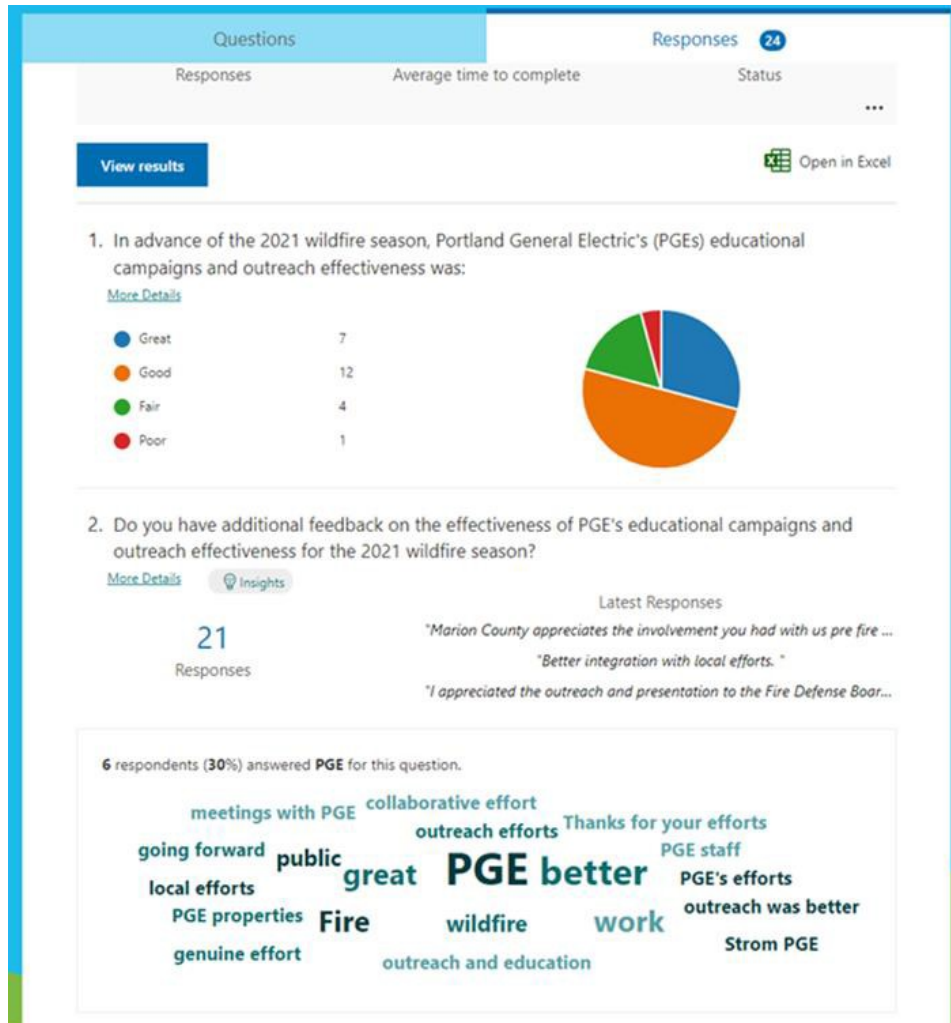 Questions
Responses 24
Responses Average time to complete Status
...
View results
Open in Excel
1. In advance of the 2021 wildfire season, Portland General Electric's (PGEs) educational
campaigns and outreach effectiveness was:
More Details
Great 7
Good 12
Fair 4
Poor 1
2. Do you have additional feedback on the effectiveness of PGE's educational campaigns and
outreach effectiveness for the 2021 wildfire season?
More Details Insights
21
Responses
Latest Responses
"Marion County appreciates the involvement you had with us pre fire ...
"Better integration with local efforts. "
"I appreciated the outreach and presentation to the Fire Defense Boar...
6 respondents (30%) answered PGE for this question.
meetings with PGE
collaborative effort
outreach efforts
Thanks for your efforts
going forward
public
great
PGE
better
PGE staff
local efforts
PGE's efforts
PGE properties
Fire
wildfire
work
outreach was better
genuine effort
outreach and education
Strom PGE